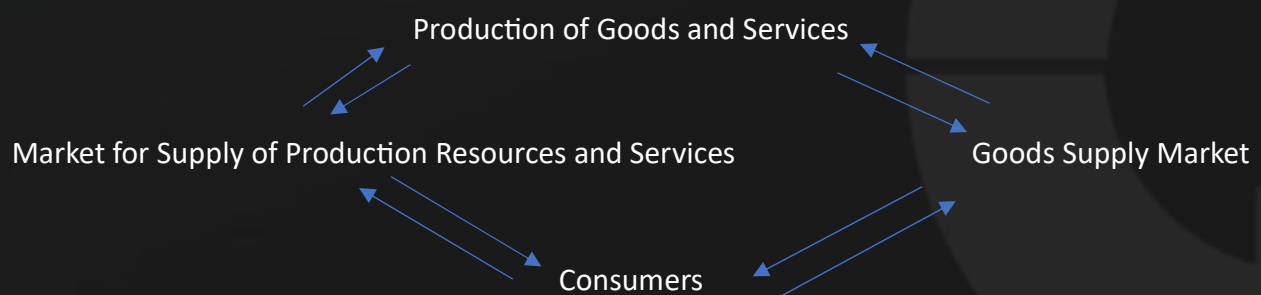 Production of Goods and Services
Market for Supply of Production Resources and Services
Goods Supply Market
Consumers